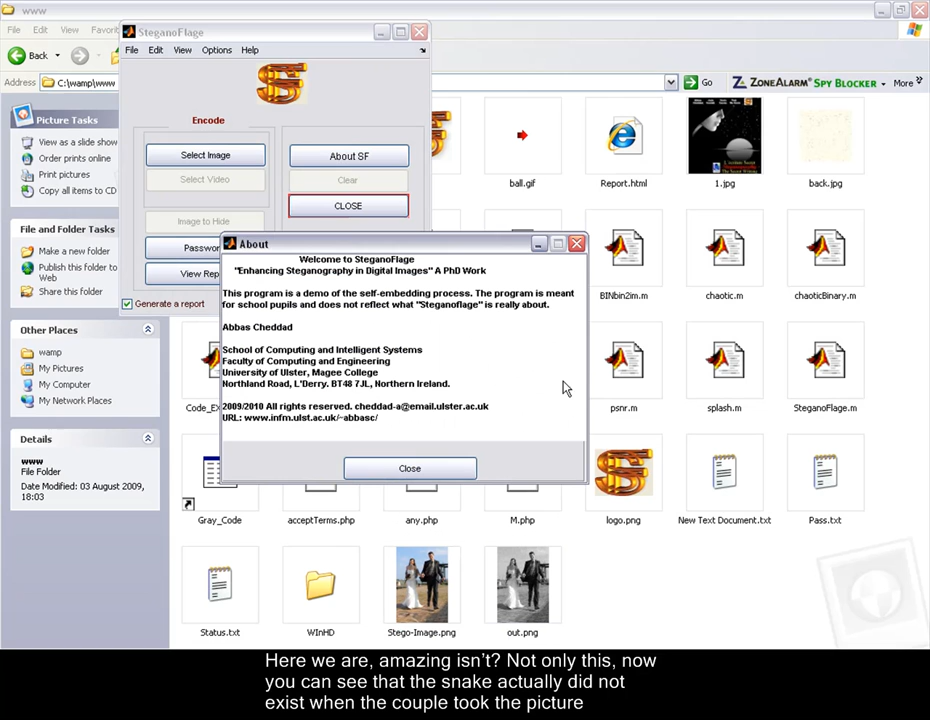 www
File Edit View Favori
Back
Address C:\wamp\www
Go
ZONEALARM SPY BLOCKER
More
SteganoFlage
File Edit View Options Help
Encode
Select Image
Select Video
Image to Hide
Passwor
View Rep
Generate a report
About SF
Clear
CLOSE
Picture Tasks
View as a slide show
Order prints online
Print pictures
Copy all items to CD
File and Folder Tasks
Make a new folder
Publish this folder to
Web
Share this folder
Other Places
wamp
My Pictures
My Computer
My Network Places
Details
www
File Folder
Date Modified: 03 August 2009,
18:03
About
Welcome to SteganoFlage
"Enhancing Steganography in Digital Images" A PhD Work
This program is a demo of the self-embedding process. The program is meant
for school pupils and does not reflect what "Steganoflage" is really about.
Abbas Cheddad
School of Computing and Intelligent Systems
Faculty of Computing and Engineering
University of Ulster, Magee College
Northland Road, L'Derry. BT48 7JL, Northern Ireland.
2009/2010 All rights reserved. cheddad-a@email.ulster.ac.uk
URL: www.infm.ulst.ac.uk/~abbasc/
Close
ball.gif
Report.html
1.jpg
back.jpg
BINbin2im.m
chaotic.m
chaoticBinary.m
Code_E
psnr.m
splash.m
SteganoFlage.m
Gray_Code
acceptTerms.php
any.php
M.php
logo.png
New Text Document.txt
Pass.txt
Status.txt
WInHD
Stego-Image.png
out.png
Here we are, amazing isn't? Not only this, now
you can see that the snake actually did not
exist when the couple took the picture